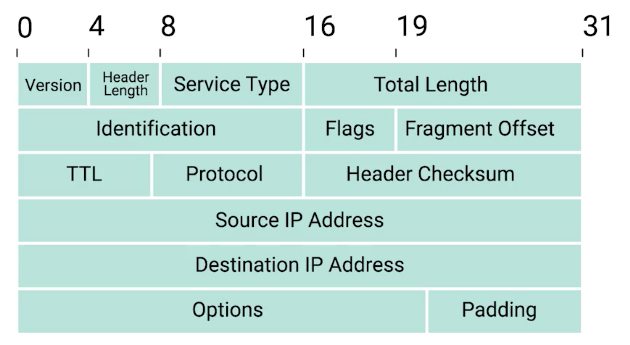 0 4 8 16 19 31
Version Header Length Service Type Total Length
Identification Flags Fragment Offset
TTL Protocol Header Checksum
Source IP Address
Destination IP Address
Options Padding